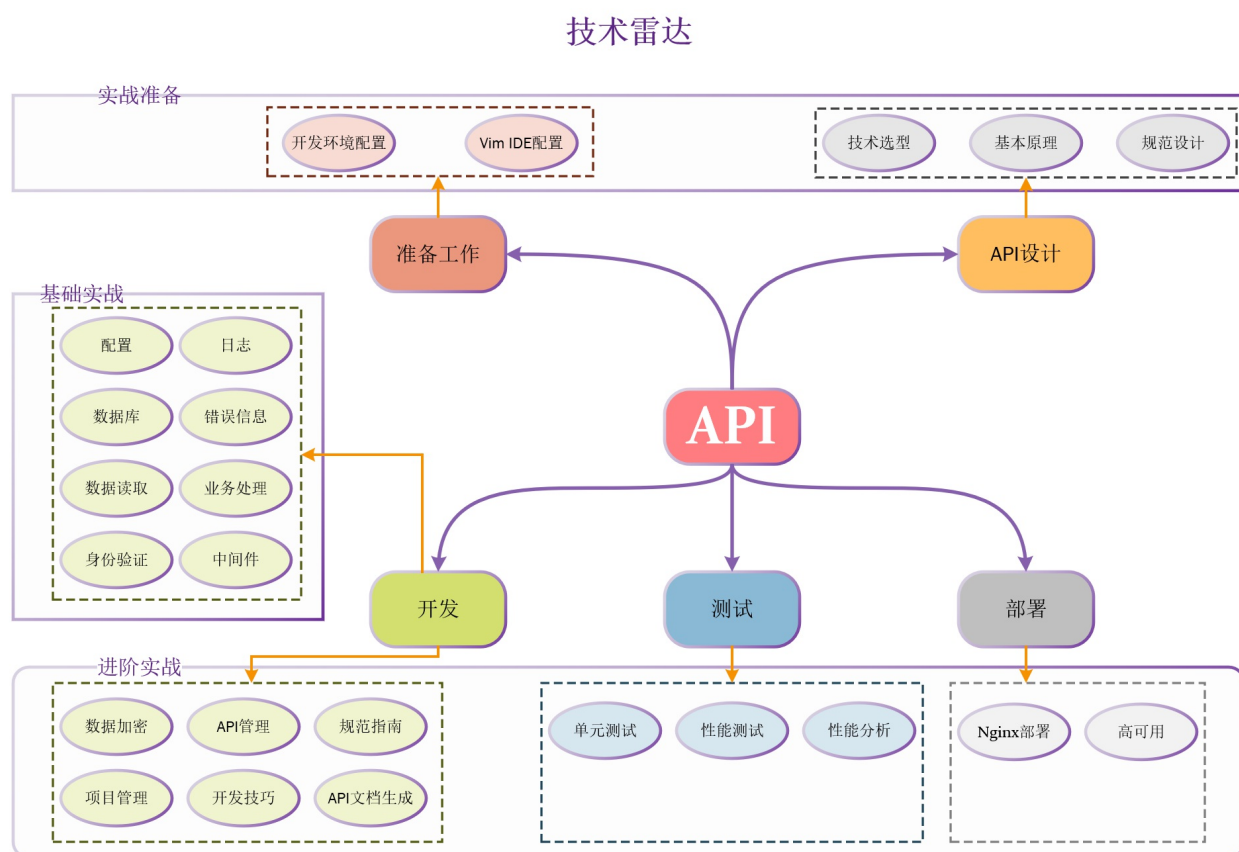 技术雷达
实战准备
开发环境配置
Vim IDE配置
技术选型
基本原理
规范设计
准备工作
API设计
基础实战
配置
日志
数据库
错误信息
数据读取
业务处理
身份验证
中间件
API
开发
测试
部署
进阶实战
数据加密
API管理
规范指南
项目管理
开发技巧
API文档生成
单元测试
性能测试
性能分析
Nginx部署
高可用